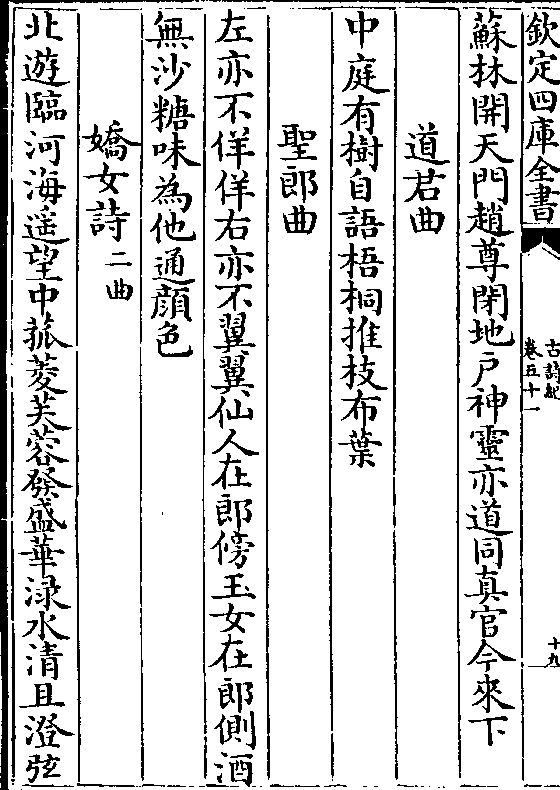 欽定四庫全書
古詩紀
卷五十一
十九
蘇林開天門趙尊閉地戸神靈亦道同真官今來下
道君曲
中庭有樹自語梧桐推枝布葉
聖郎曲
左亦不佯佯右亦不翼翼仙人在郎傍玉女在郎側酒
無沙糖味為他通顔色
嬌女詩二曲
北遊臨河海遥望中菰菱芙蓉發盛華渌水清且澄弦